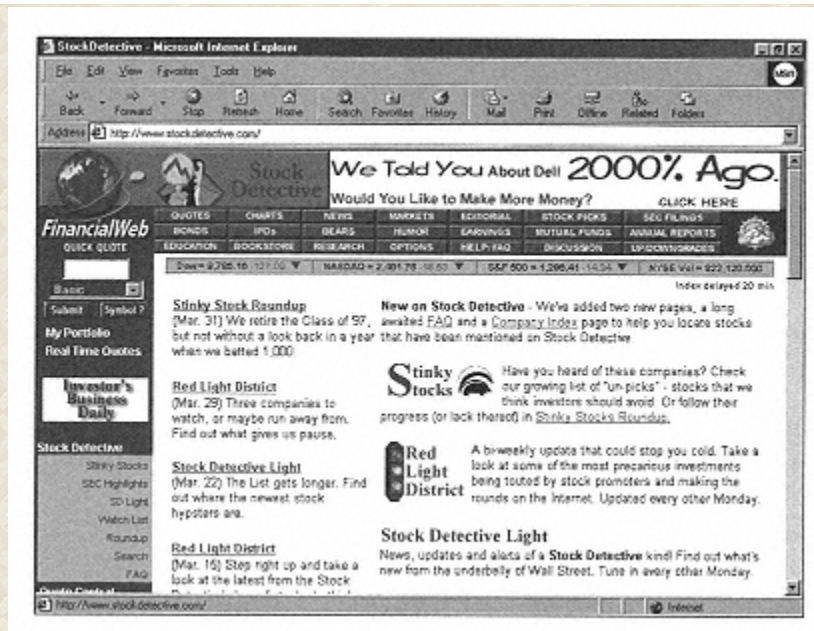 StockDetective - Microsoft Internet Explorer
File Edit View Favorites Tools Help
Back Forward Stop Refresh Home Search Favorites History Mail Print Offline Related Folders
Address http://www.stockdetective.com/
Stock Detective
We Told You About Dell 2000% Ago.
Would You Like to Make More Money? CLICK HERE
FinancialWeb
QUICK QUOTE
QUOTES CHARTS NEWS MARKETS EDITORIAL STOCK PICKS SEC FILINGS
BONDS IPOs BEARS HUMOR EARNINGS MUTUAL FUNDS ANNUAL REPORTS
EDUCATION BOOKSTORE RESEARCH OPTIONS HELP/FAQ DISCUSSION UP/DOWNGRADES
NYSE Vol =
Index delayed 20 min
Basic
Submit Symbol ?
My Portfolio
Real Time Quotes
Investor's
Business
Daily
Stock Detective
Stinky Stocks
SEC Highlights
SD Light
Watch List
Roundup
Search
FAQ
Quote Central
Stinky Stock Roundup
(Mar. 31) We retire the Class of 97,
but not without a look back in a year
when we batted 1,000
Red Light District
(Mar. 29) Three companies to
watch, or maybe run away from.
Find out what gives us pause.
Stock Detective Light
(Mar. 22) The List gets longer. Find
out where the newest stock
hypsters are.
Red Light District
(Mar. 15) Step right up and take a
look at the latest from the Stock
New on Stock Detective - We've added two new pages, a long
awaited FAQ and a Company Index page to help you locate stocks
that have been mentioned on Stock Detective
Stinky
Stocks
Have you heard of these companies? Check
our growing list of "un-picks" - stocks that we
think investors should avoid. Or follow their
progress (or lack thereof) in Stinky Stocks Roundup.
Red
Light
District
A bi-weekly update that could stop you cold. Take a
look at some of the most precarious investments
being touted by stock promoters and making the
rounds on the Internet. Updated every other Monday.
Stock Detective Light
News, updates and alerts of a Stock Detective kind! Find out what's
new from the underbelly of Wall Street. Tune in every other Monday.
http://www.stockdetective.com/ Internet